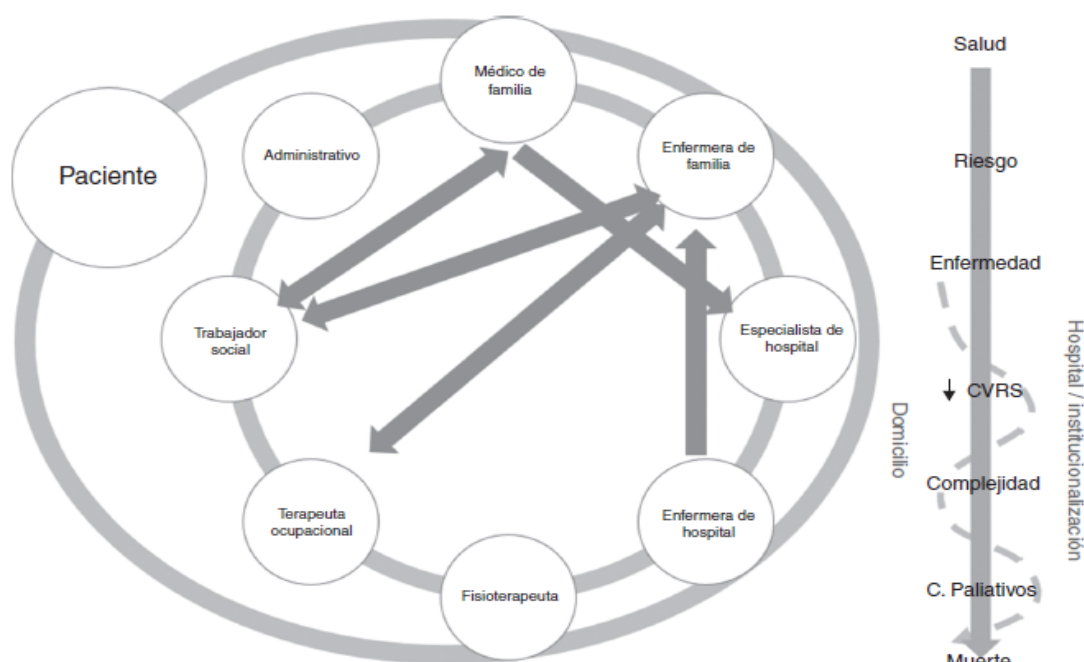 Médico de
familia
Administrativo
Enfermera de
familia
Paciente
Trabajador
social
Especialista de
hospital
Terapeuta
ocupacional
Enfermera de
hospital
Fisioterapeuta
Salud
Riesgo
Enfermedad
↓ CVRS
Complejidad
C. Paliativos
Muerte
Domicilio
Hospital / institucionalización